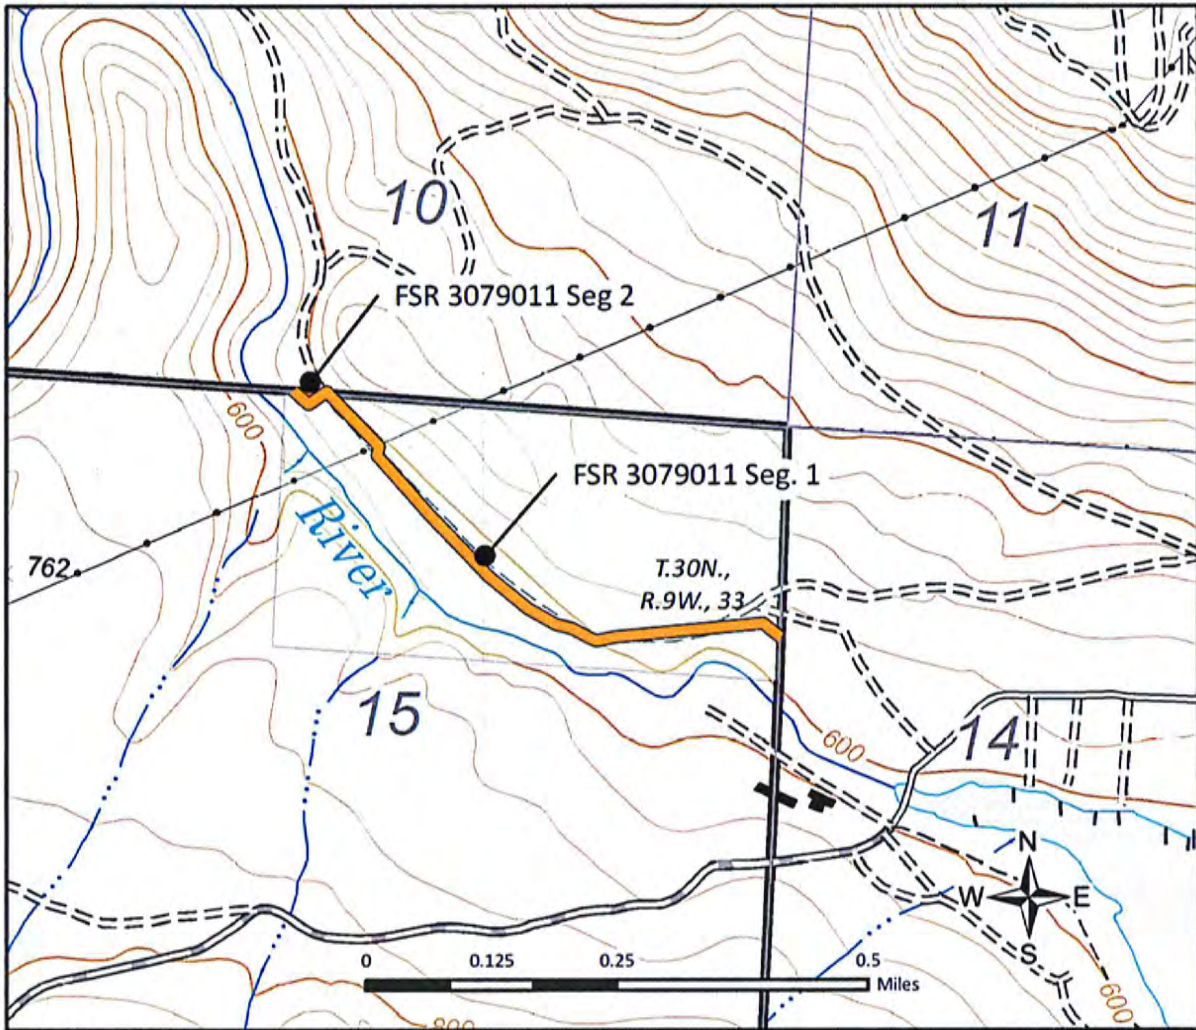 10
11
FSR 3079011 Seg 2
600
FSR 3079011 Seg. 1
River
762
T.30N.,
R.9W., 33
15
14
600
N
W E
S
0 0.125 0.25 0.5
Miles
600
800